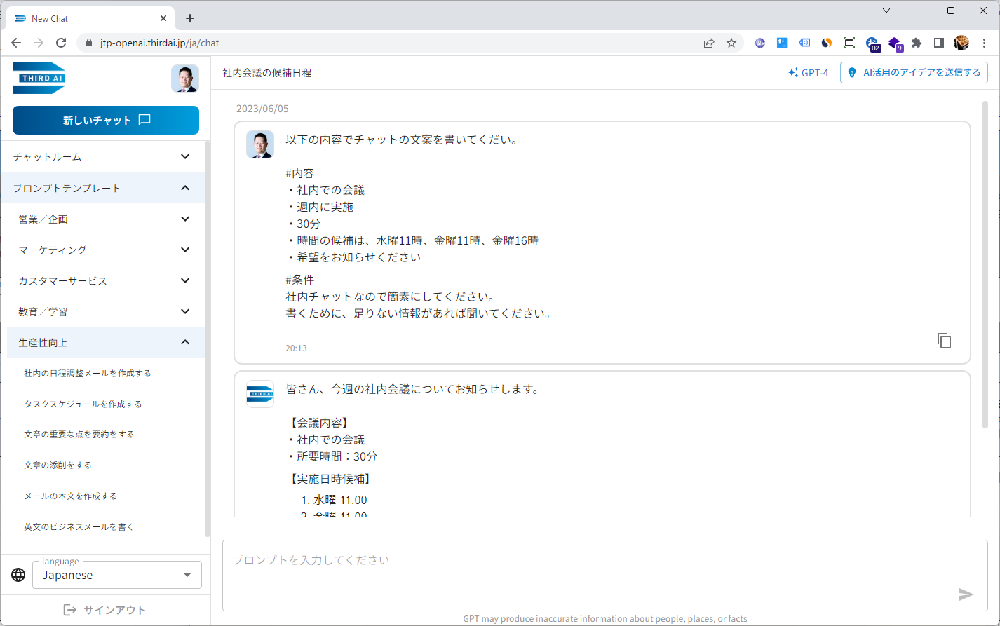 New Chat
jtp-openai.thirdai.jp/ja/chat
02
9
THIRD AI
新しいチャット
チャットルーム
プロンプトテンプレート
営業／企画
マーケティング
カスタマーサービス
教育／学習
生産性向上
社内の日程調整メールを作成する
タスクスケジュールを作成する
文章の重要な点を要約をする
文章の添削をする
メールの本文を作成する
英文のビジネスメールを書く
language
Japanese
サインアウト
社内会議の候補日程
GPT-4
AI活用のアイデアを送信する
2023/06/05
以下の内容でチャットの文案を書いてくだい。
#内容
・社内での会議
・週内に実施
・30分
・時間の候補は、水曜11時、金曜11時、金曜16時
・希望をお知らせください
#条件
社内チャットなので簡素にしてください。
書くために、足りない情報があれば聞いてください。
20:13
THIRD AI
皆さん、今週の社内会議についてお知らせします。
【会議内容】
・社内での会議
・所要時間：30分
【実施日時候補】
1. 水曜 11:00
2. 金曜 11:00
プロンプトを入力してください
GPT may produce inaccurate information about people, places, or facts